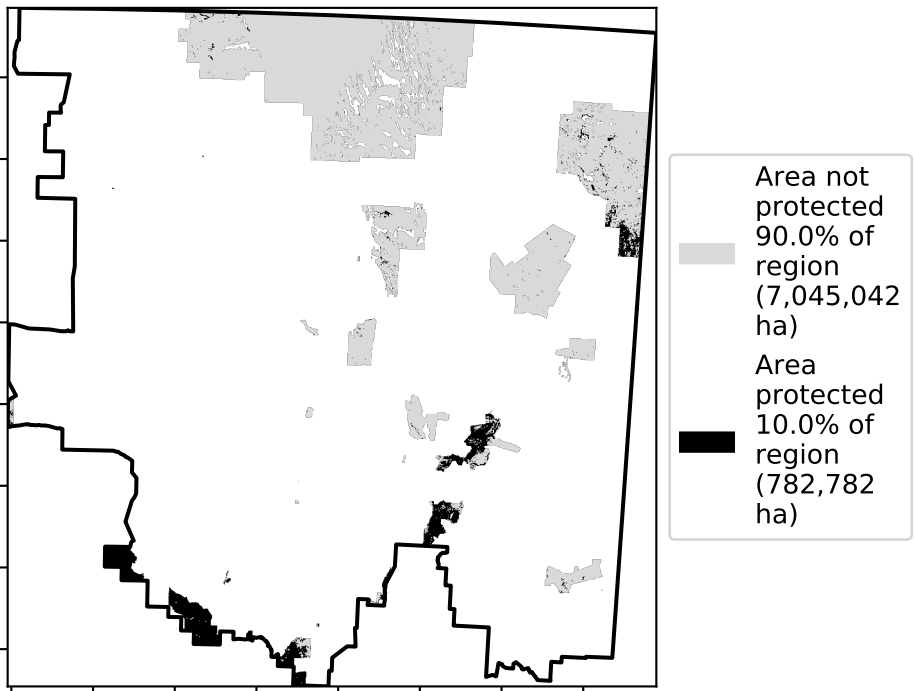 Area not
protected
90.0% of
region
(7,045,042
ha)
Area
protected
10.0% of
region
(782,782
ha)